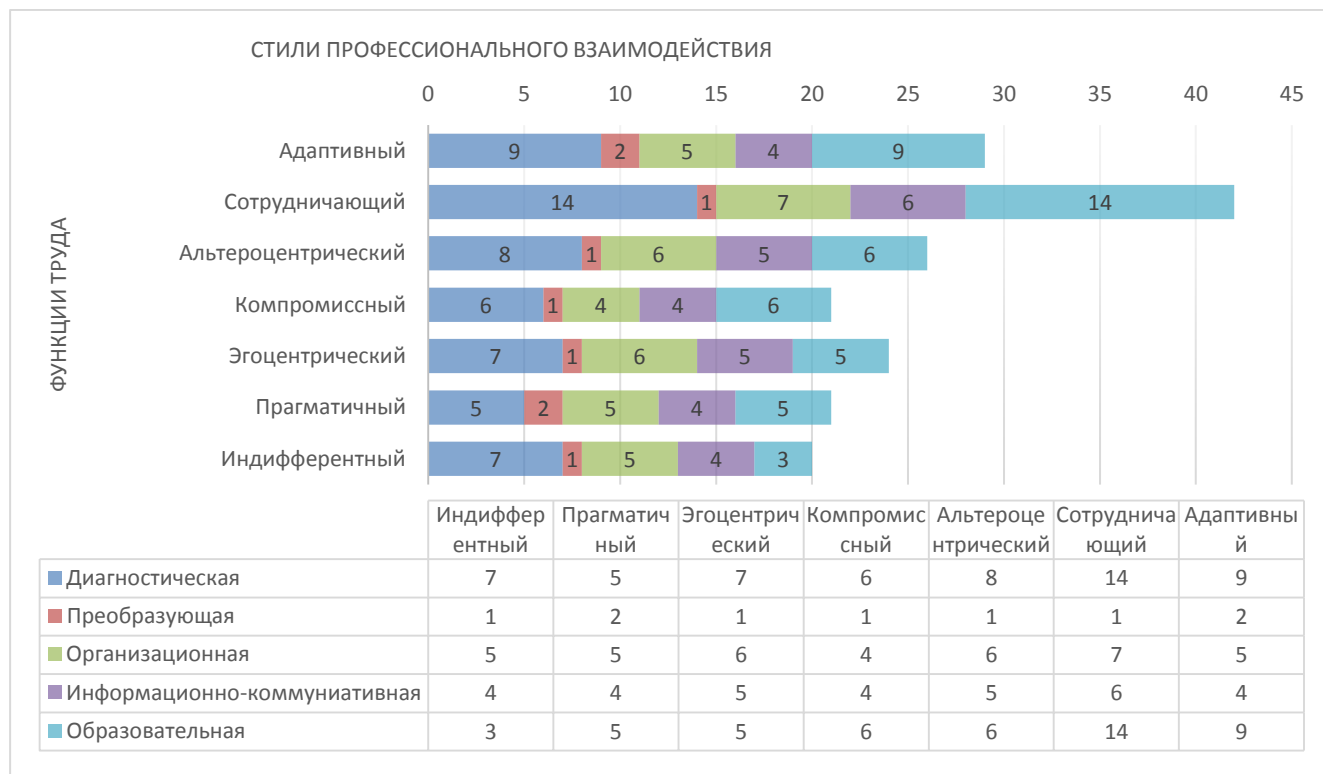 СТИЛИ ПРОФЕССИОНАЛЬНОГО ВЗАИМОДЕЙСТВИЯ
0 5 10 15 20 25 30 35 40 45
ФУНКЦИИ ТРУДА
Адаптивный 9 2 5 4 9
Сотрудничающий 14 1 7 6 14
Альтероцентрический 8 1 6 5 6
Компромиссный 6 1 4 4 6
Эгоцентрический 7 1 6 5 5
Прагматичный 5 2 5 4 5
Индифферентный 7 1 5 4 3
Индиффер Прагматич Эгоцентрич Компромис Альтероце Сотруднича Адаптивны
ентный ный еский сный нтрический ющий й
Диагностическая 7 5 7 6 8 14 9
Преобразующая 1 2 1 1 1 1 2
Организационная 5 5 6 4 6 7 5
Информационно-коммуниативная 4 4 5 4 5 6 4
Образовательная 3 5 5 6 6 14 9